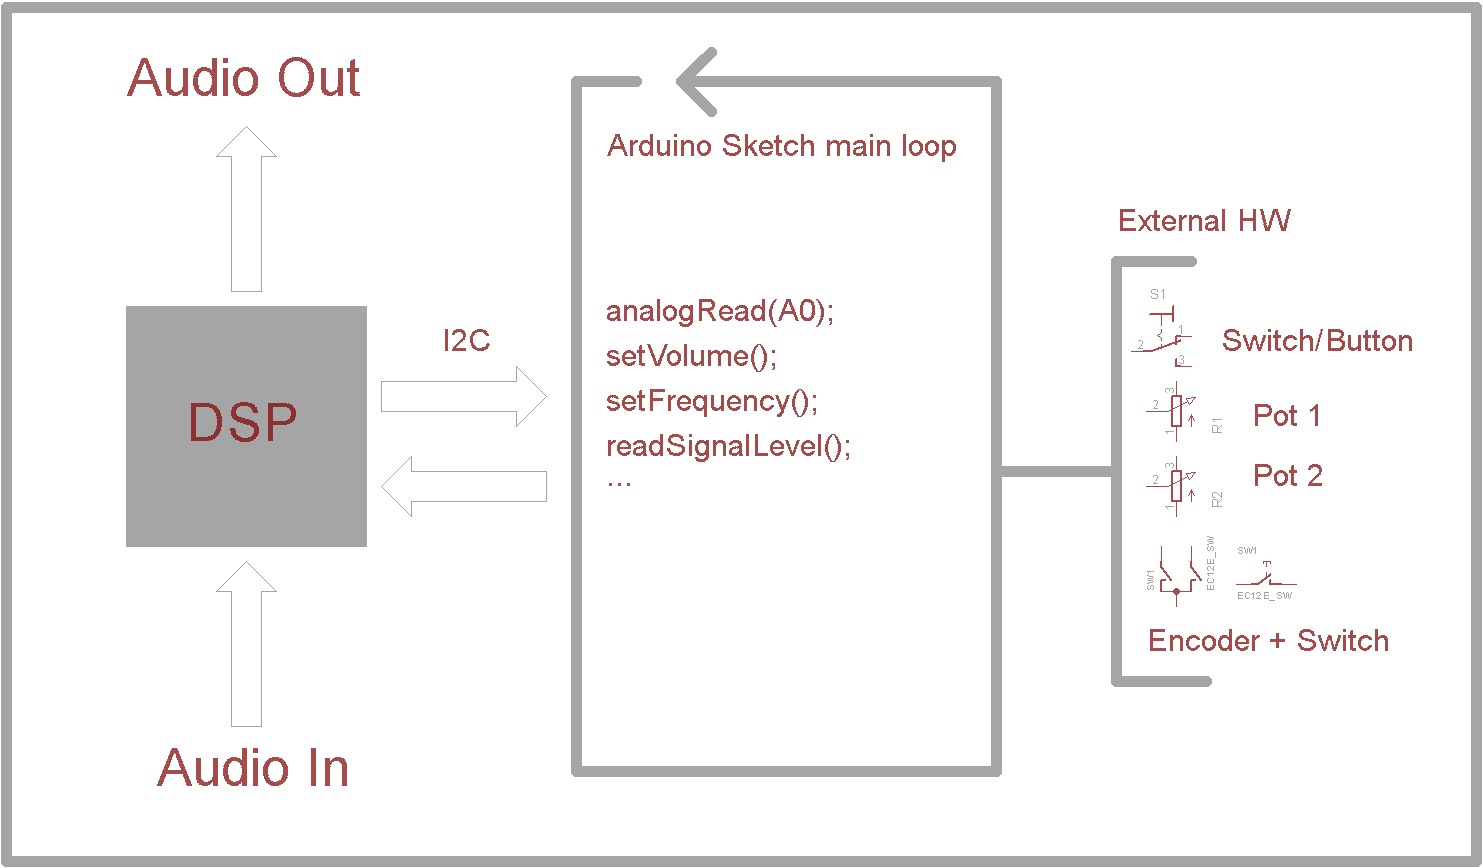 Audio Out
DSP
Audio In
I2C
Arduino Sketch main loop
analogRead(A0);
setVolume();
setFrequency();
readSignalLevel();
...
External HW
S1
1
2
3
Switch/Button
3
2
1
R1
Pot 1
3
2
1
R2
Pot 2
SW1
EC12E_SW
SW1
EC12E_SW
Encoder + Switch